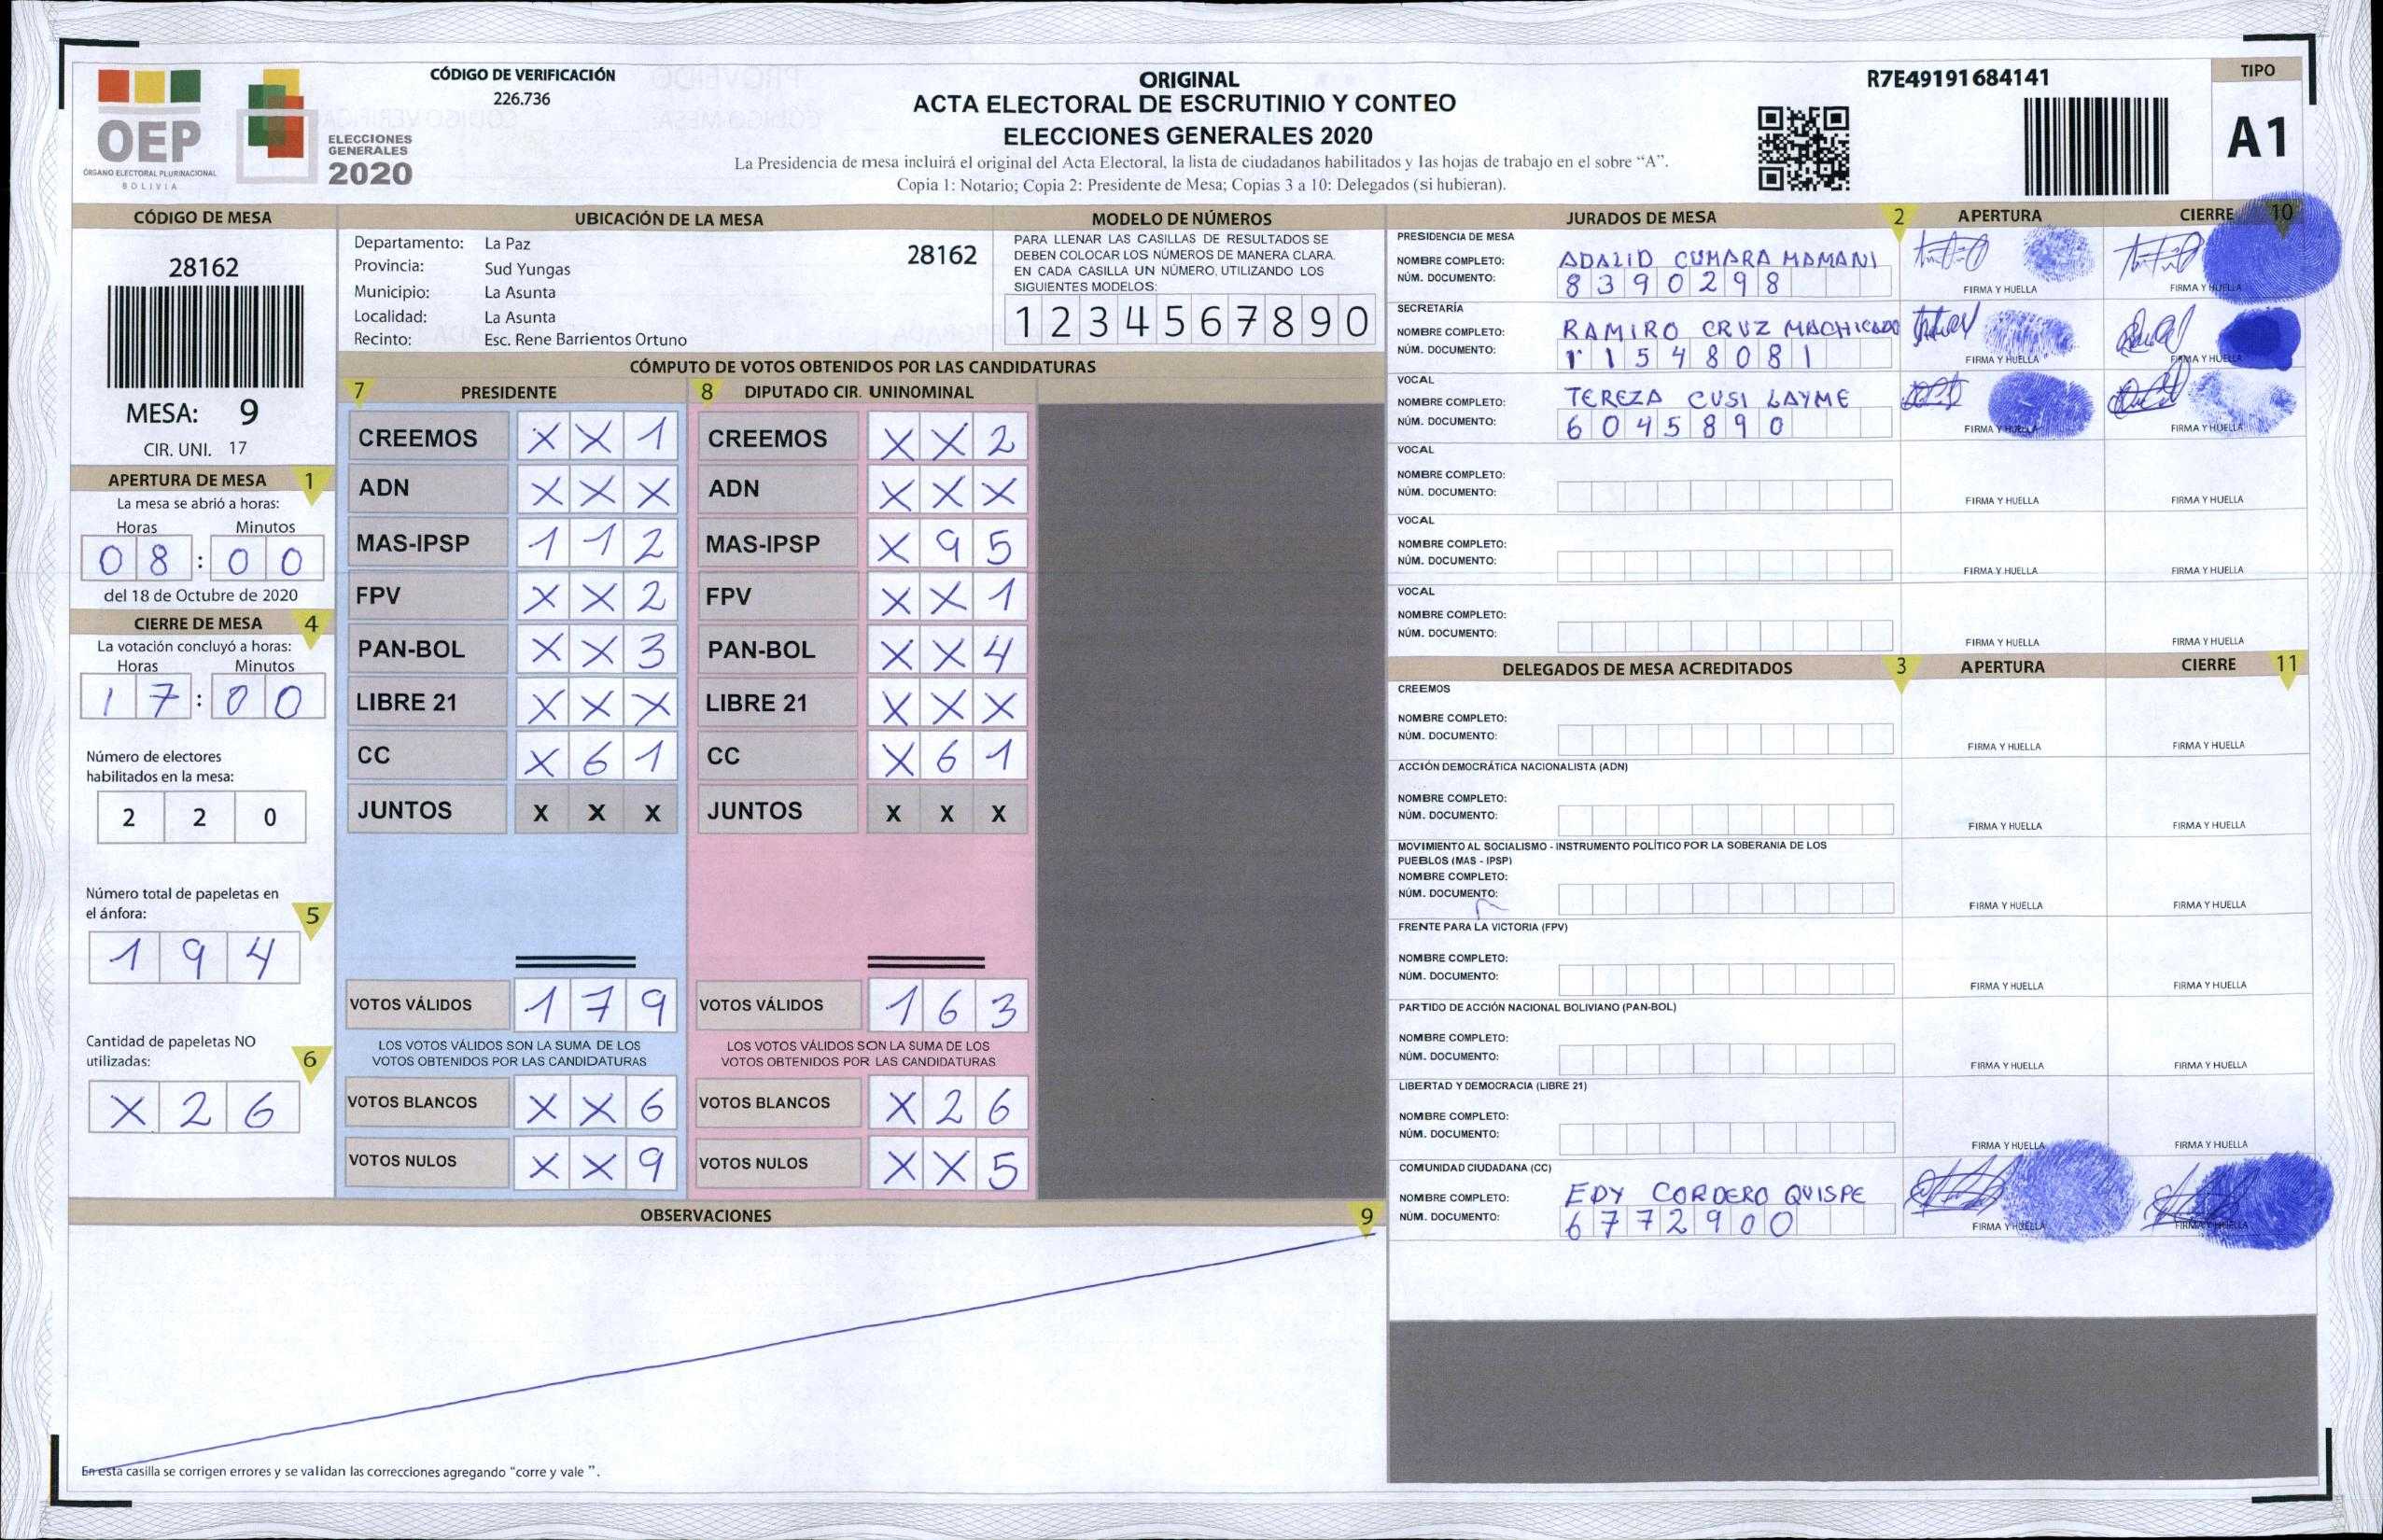 OEP
ÓRGANO ELECTORAL PLURINACIONAL
BOLIVIA
ELECCIONES
GENERALES
2020
CÓDIGO DE VERIFICACIÓN
226.736
ORIGINAL
ACTA ELECTORAL DE ESCRUTINIO Y CONTEO
ELECCIONES GENERALES 2020
La Presidencia de mesa incluirá el original del Acta Electoral, la lista de ciudadanos habilitados y las hojas de trabajo en el sobre “A”.
Copia 1: Notario; Copia 2: Presidente de Mesa; Copias 3 a 10: Delegados (si hubieran).
R7E49191684141
TIPO
A1
CÓDIGO DE MESA
28162
MESA: 9
CIR. UNI. 17
APERTURA DE MESA 1
La mesa se abrió a horas:
Horas Minutos
08:00
del 18 de Octubre de 2020
CIERRE DE MESA 4
La votación concluyó a horas:
Horas Minutos
17:00
Número de electores
habilitados en la mesa:
2 2 0
Número total de papeletas en
el ánfora: 5
1 9 4
Cantidad de papeletas NO
utilizadas: 6
X 2 6
UBICACIÓN DE LA MESA
Departamento: La Paz 28162
Provincia: Sud Yungas
Municipio: La Asunta
Localidad: La Asunta
Recinto: Esc. Rene Barrientos Ortuno
MODELO DE NÚMEROS
PARA LLENAR LAS CASILLAS DE RESULTADOS SE
DEBEN COLOCAR LOS NÚMEROS DE MANERA CLARA.
EN CADA CASILLA UN NÚMERO, UTILIZANDO LOS
SIGUIENTES MODELOS:
1 2 3 4 5 6 7 8 9 0
CÓMPUTO DE VOTOS OBTENIDOS POR LAS CANDIDATURAS
7 PRESIDENTE
CREEMOS X X 1
ADN X X X
MAS-IPSP 1 1 2
FPV X X 2
PAN-BOL X X 3
LIBRE 21 X X X
CC X 6 1
JUNTOS X X X
VOTOS VÁLIDOS 1 7 9
LOS VOTOS VÁLIDOS SON LA SUMA DE LOS
VOTOS OBTENIDOS POR LAS CANDIDATURAS
VOTOS BLANCOS X X 6
VOTOS NULOS X X 9
8 DIPUTADO CIR. UNINOMINAL
CREEMOS X X 2
ADN X X X
MAS-IPSP X 9 5
FPV X X 1
PAN-BOL X X 4
LIBRE 21 X X X
CC X 6 1
JUNTOS X X X
VOTOS VÁLIDOS 1 6 3
LOS VOTOS VÁLIDOS SON LA SUMA DE LOS
VOTOS OBTENIDOS POR LAS CANDIDATURAS
VOTOS BLANCOS X 2 6
VOTOS NULOS X X 5
OBSERVACIONES 9
En esta casilla se corrigen errores y se validan las correcciones agregando “corre y vale ”.
JURADOS DE MESA 2 APERTURA CIERRE 10
PRESIDENCIA DE MESA
NOMBRE COMPLETO: ADALID CUMARA MAMANI
NÚM. DOCUMENTO: 8390298
FIRMA Y HUELLA FIRMA Y HUELLA
SECRETARÍA
NOMBRE COMPLETO: RAMIRO CRUZ MACHICADO
NÚM. DOCUMENTO: 11548081
FIRMA Y HUELLA FIRMA Y HUELLA
VOCAL
NOMBRE COMPLETO: TEREZA CUSI LAYME
NÚM. DOCUMENTO: 6045890
FIRMA Y HUELLA FIRMA Y HUELLA
VOCAL
NOMBRE COMPLETO:
NÚM. DOCUMENTO:
FIRMA Y HUELLA FIRMA Y HUELLA
VOCAL
NOMBRE COMPLETO:
NÚM. DOCUMENTO:
FIRMA Y HUELLA FIRMA Y HUELLA
VOCAL
NOMBRE COMPLETO:
NÚM. DOCUMENTO:
FIRMA Y HUELLA FIRMA Y HUELLA
DELEGADOS DE MESA ACREDITADOS 3 APERTURA CIERRE 11
CREEMOS
NOMBRE COMPLETO:
NÚM. DOCUMENTO:
FIRMA Y HUELLA FIRMA Y HUELLA
ACCIÓN DEMOCRÁTICA NACIONALISTA (ADN)
NOMBRE COMPLETO:
NÚM. DOCUMENTO:
FIRMA Y HUELLA FIRMA Y HUELLA
MOVIMIENTO AL SOCIALISMO - INSTRUMENTO POLÍTICO POR LA SOBERANIA DE LOS
PUEBLOS (MAS - IPSP)
NOMBRE COMPLETO:
NÚM. DOCUMENTO:
FIRMA Y HUELLA FIRMA Y HUELLA
FRENTE PARA LA VICTORIA (FPV)
NOMBRE COMPLETO:
NÚM. DOCUMENTO:
FIRMA Y HUELLA FIRMA Y HUELLA
PARTIDO DE ACCIÓN NACIONAL BOLIVIANO (PAN-BOL)
NOMBRE COMPLETO:
NÚM. DOCUMENTO:
FIRMA Y HUELLA FIRMA Y HUELLA
LIBERTAD Y DEMOCRACIA (LIBRE 21)
NOMBRE COMPLETO:
NÚM. DOCUMENTO:
FIRMA Y HUELLA FIRMA Y HUELLA
COMUNIDAD CIUDADANA (CC)
NOMBRE COMPLETO: EDY CORDERO QUISPE
NÚM. DOCUMENTO: 6772900
FIRMA Y HUELLA FIRMA Y HUELLA